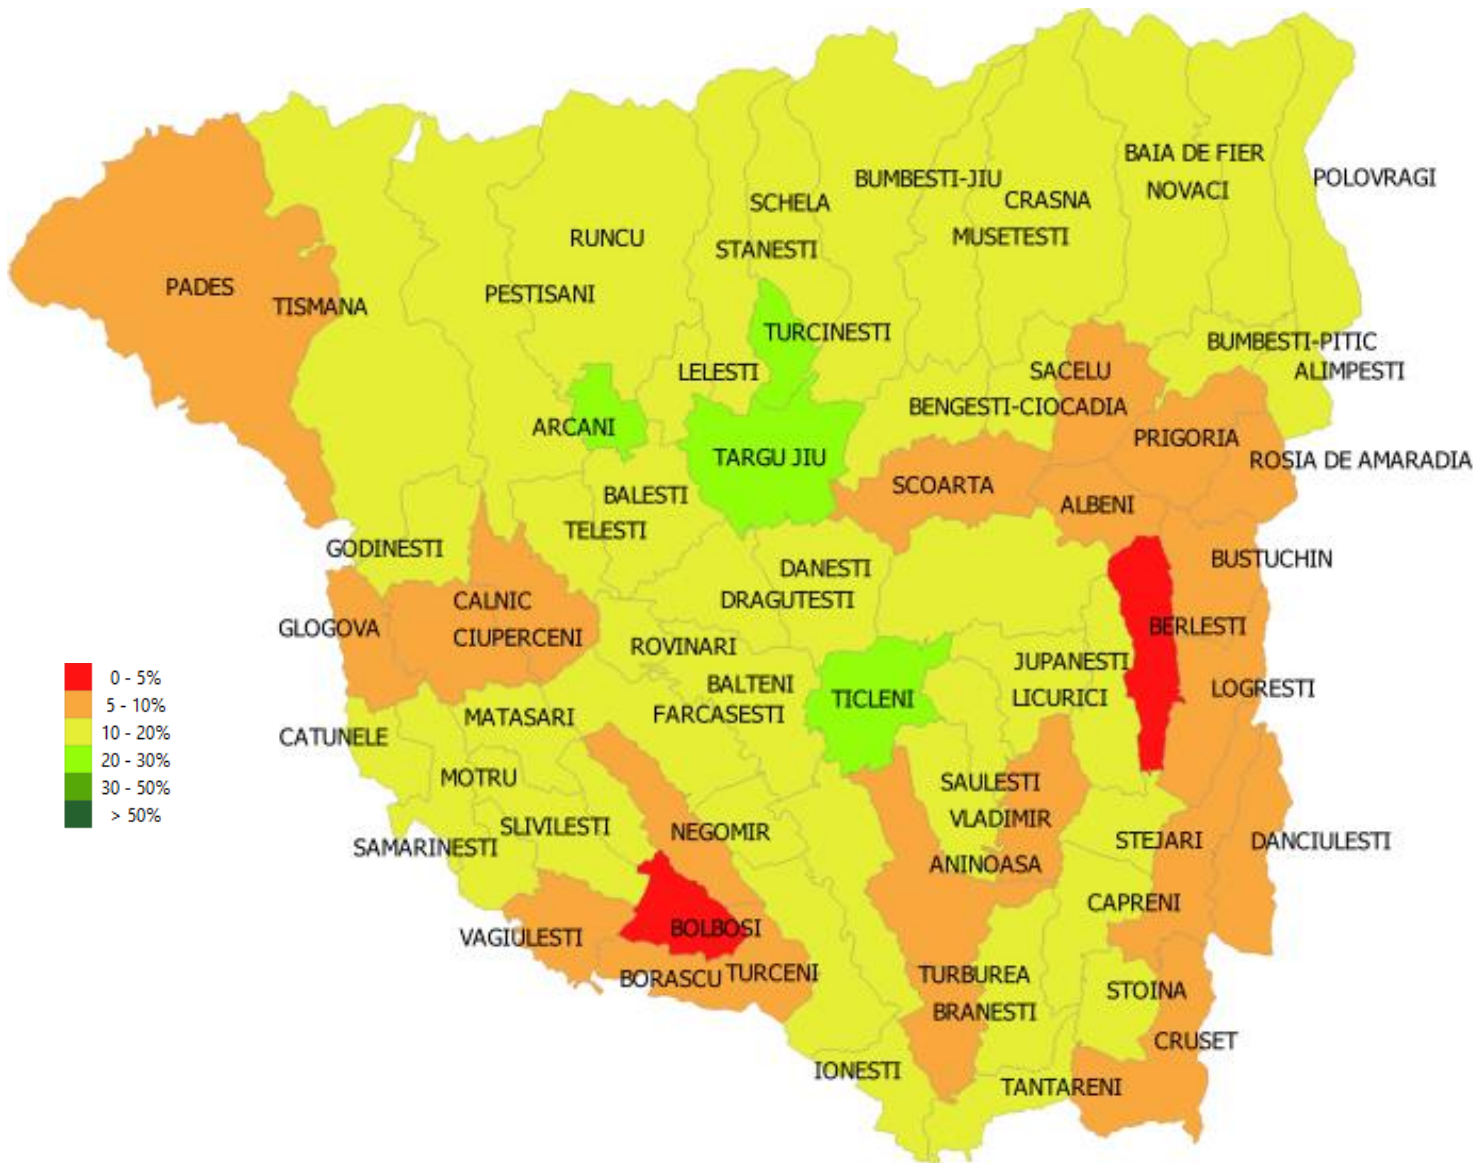 BAIA DE FIER
POLOVRAGI
BUMBESTI-JIU
NOVACI
CRASNA
SCHELA
RUNCU
MUSETESTI
STANESTI
PADES
PESTISANI
TISMANA
TURCINESTI
BUMBESTI-PITIC
LELESTI
SACELU
ALIMPESTI
BENGESTI-CIOCADIA
ARCANI
PRIGORIA
TARGU JIU
ROSIA DE AMARADIA
SCOARTA
BALESTI
ALBENI
TELESTI
GODINESTI
BUSTUCHIN
DANESTI
CALNIC
DRAGUTESTI
GLOGOVA
BERLESTI
CIUPERCENI
ROVINARI
JUPANESTI
0 - 5%
BALTENI
LOGRESTI
TICLENI
LICURICI
5 - 10%
MATASARI
FARCASESTI
10 - 20%
CATUNELE
20 - 30%
MOTRU
SAULESTI
30 - 50%
> 50%
VLADIMIR
SLIVILESTI
NEGOMIR
STEJARI
DANCIULESTI
SAMARINESTI
ANINOASA
CAPRENI
BOLBOSI
VAGIULESTI
TURCENI
TURBUREA
BORASCU
STOINA
BRANESTI
CRUSET
IONESTI
TANTARENI